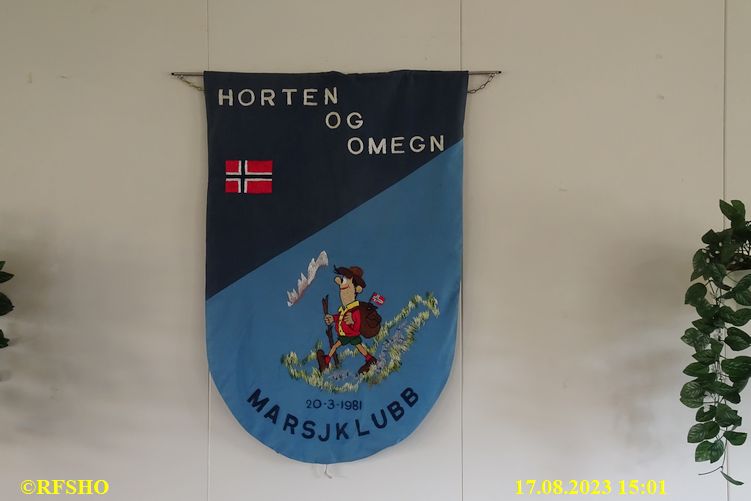 HORTEN
OG
OMEGN
20-3-1981
MARSJKLUBB
©RFSHO
17.08.2023 15:01